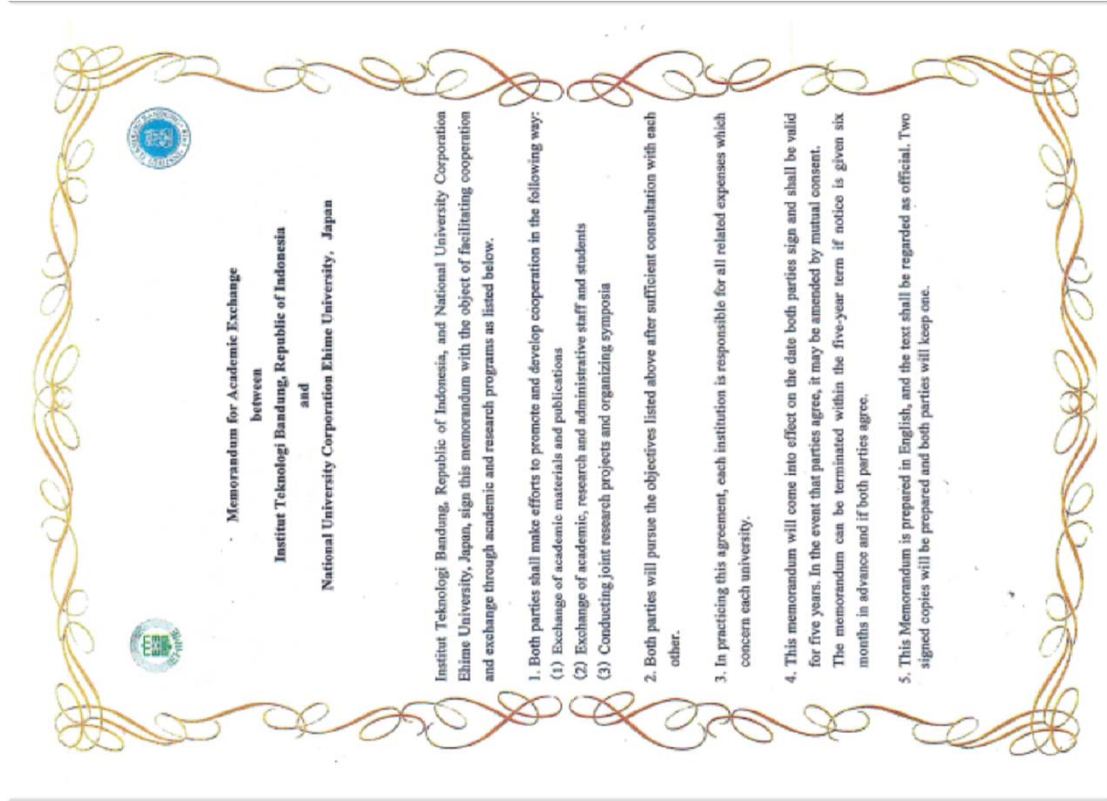 Memorandum for Academic Exchange
between
Institut Teknologi Bandung, Republic of Indonesia
and
National University Corporation Ehime University, Japan
Institut Teknologi Bandung, Republic of Indonesia, and National University Corporation
Ehime University, Japan, sign this memorandum with the object of facilitating cooperation
and exchange through academic and research programs as listed below.
1. Both parties shall make efforts to promote and develop cooperation in the following way:
(1) Exchange of academic materials and publications
(2) Exchange of academic, research and administrative staff and students
(3) Conducting joint research projects and organizing symposia
2. Both parties will pursue the objectives listed above after sufficient consultation with each
other.
3. In practicing this agreement, each institution is responsible for all related expenses which
concern each university.
4. This memorandum will come into effect on the date both parties sign and shall be valid
for five years. In the event that parties agree, it may be amended by mutual consent.
The memorandum can be terminated within the five-year term if notice is given six
months in advance and if both parties agree.
5. This Memorandum is prepared in English, and the text shall be regarded as official. Two
signed copies will be prepared and both parties will keep one.